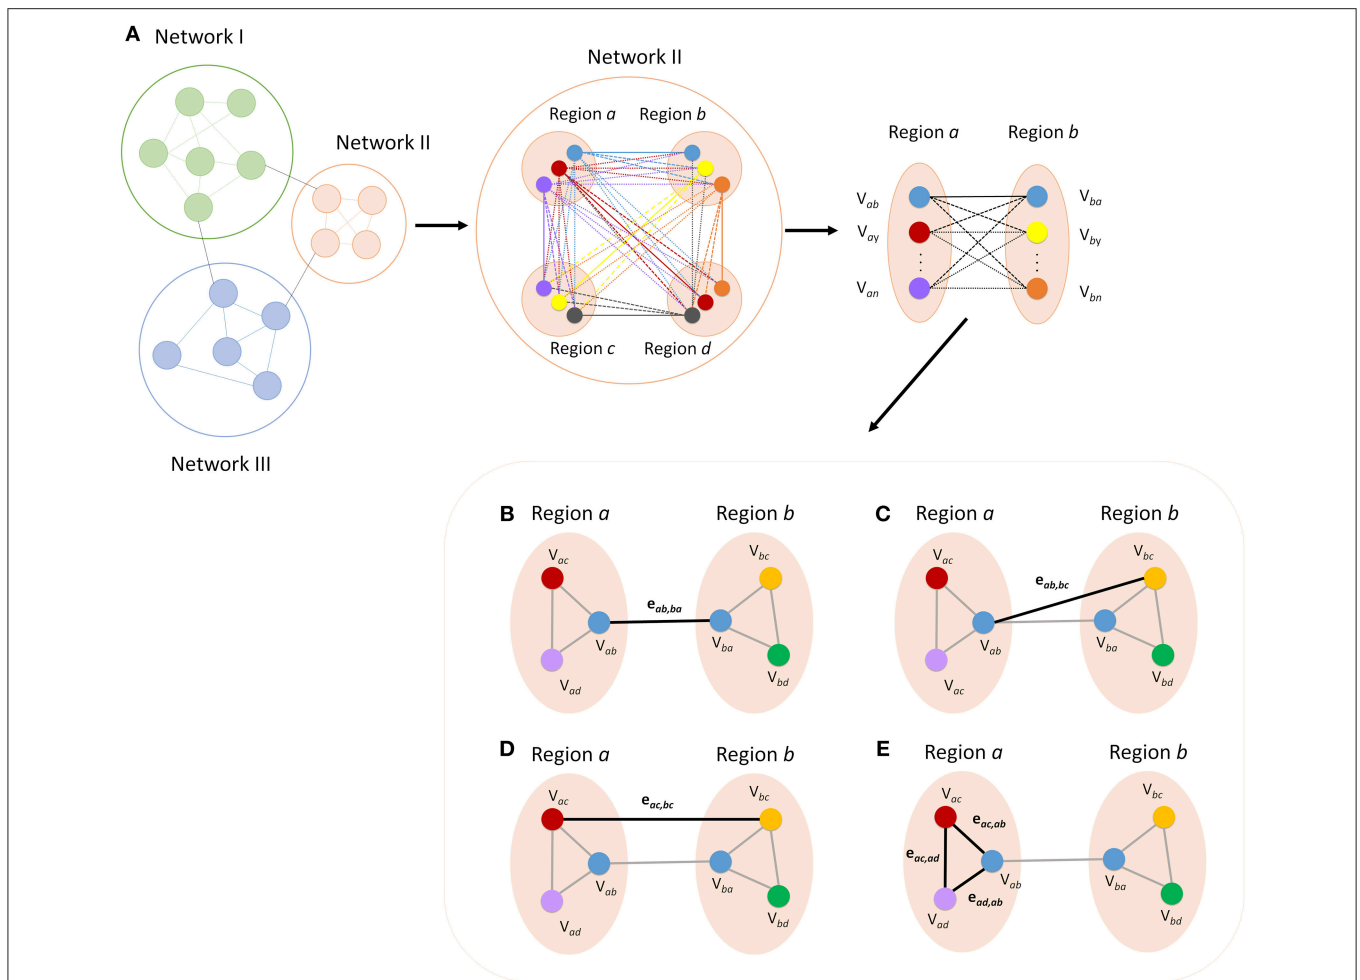 A
Network I
Network II
Network III
Network II
Region a
Region b
Region c
Region d
Region a
Region b
Vab
Vba
Vay
Vby
Van
Vbn
B
Region a
Region b
Vac
Vbc
eab,ba
Vab
Vba
Vad
Vbd
C
Region a
Region b
Vac
Vbc
eab,bc
Vab
Vba
Vac
Vbd
D
Region a
Region b
Vac
Vbc
eac,bc
Vab
Vba
Vad
Vbd
E
Region a
Region b
Vac
Vbc
eac,ab
eac,ad
Vab
Vba
ead,ab
Vad
Vbd